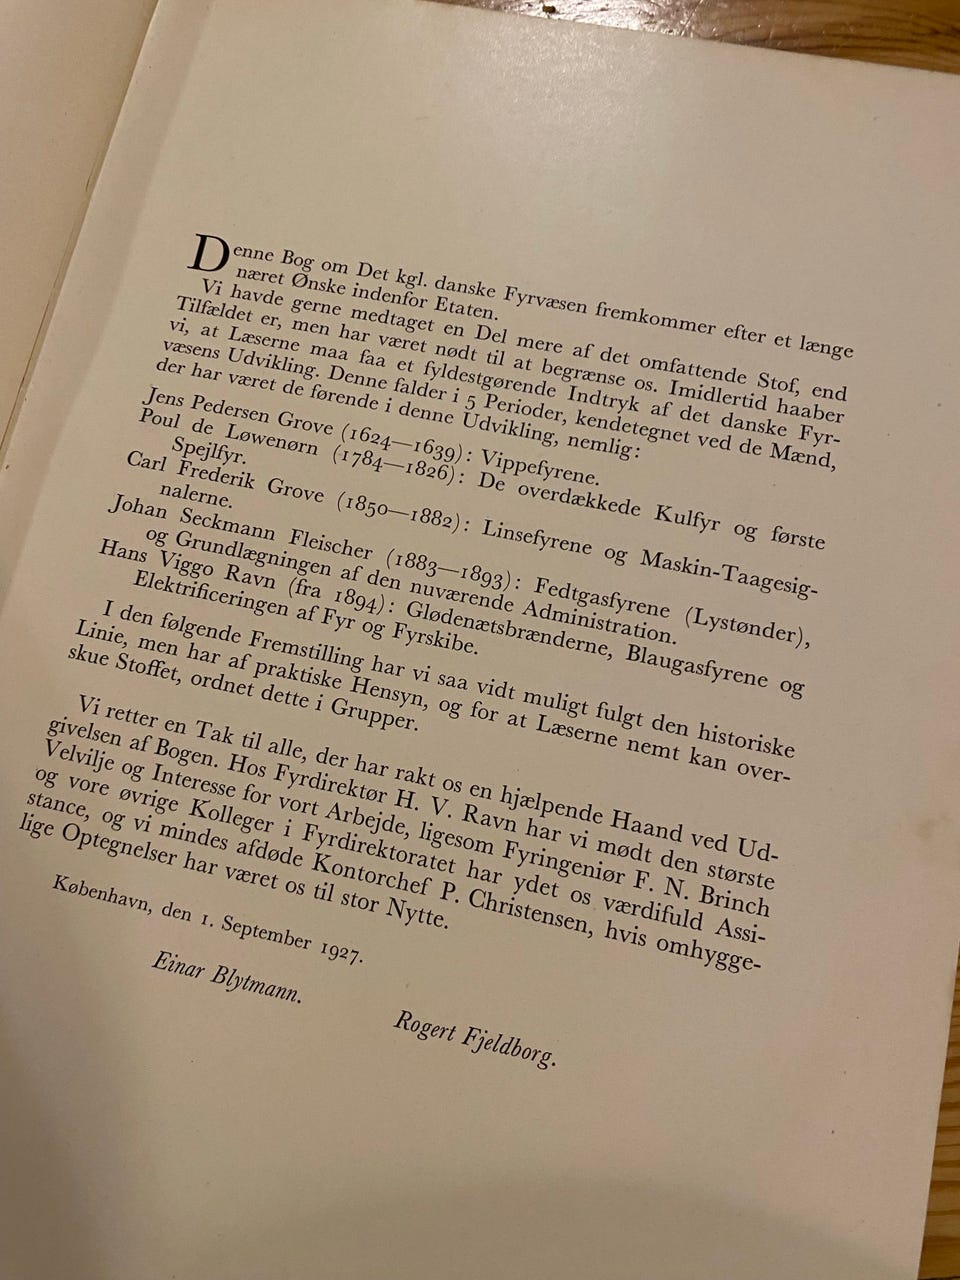 Denne Bog om Det kgl. danske Fyrvæsen fremkommer efter et længe
næret Ønske indenfor Etaten.
Vi havde gerne medtaget en Del mere af det omfattende Stof, end
Tilfældet er, men har været nødt til at begrænse os. Imidlertid haaber
vi, at Læserne maa faa et fyldestgørende Indtryk af det danske Fyr-
væsens Udvikling. Denne falder i 5 Perioder, kendetegnet ved de Mænd,
der har været de førende i denne Udvikling, nemlig:
Jens Pedersen Grove (1624—1639): Vippefyrene.
Poul de Løwenørn (1784—1826): De overdækkede Kulfyr og første
Spejlfyr.
Carl Frederik Grove (1850—1882): Linsefyrene og Maskin-Taagesig-
nalerne.
Johan Seckmann Fleischer (1883—1893): Fedtgasfyrene (Lystønder),
og Grundlægningen af den nuværende Administration.
Hans Viggo Ravn (fra 1894): Glødenætsbrænderne, Blaugasfyrene og
Elektrificeringen af Fyr og Fyrskibe.
I den følgende Fremstilling har vi saa vidt muligt fulgt den historiske
Linie, men har af praktiske Hensyn, og for at Læserne nemt kan over-
skue Stoffet, ordnet dette i Grupper.
Vi retter en Tak til alle, der har rakt os en hjælpende Haand ved Ud-
givelsen af Bogen. Hos Fyrdirektør H. V. Ravn har vi mødt den største
Velvilje og Interesse for vort Arbejde, ligesom Fyringeniør F. N. Brinch
og vore øvrige Kolleger i Fyrdirektoratet har ydet os værdifuld Assi-
stance, og vi mindes afdøde Kontorchef P. Christensen, hvis omhygge-
lige Optegnelser har været os til stor Nytte.
København, den 1. September 1927.
Einar Blytmann.
Rogert Fjeldborg.